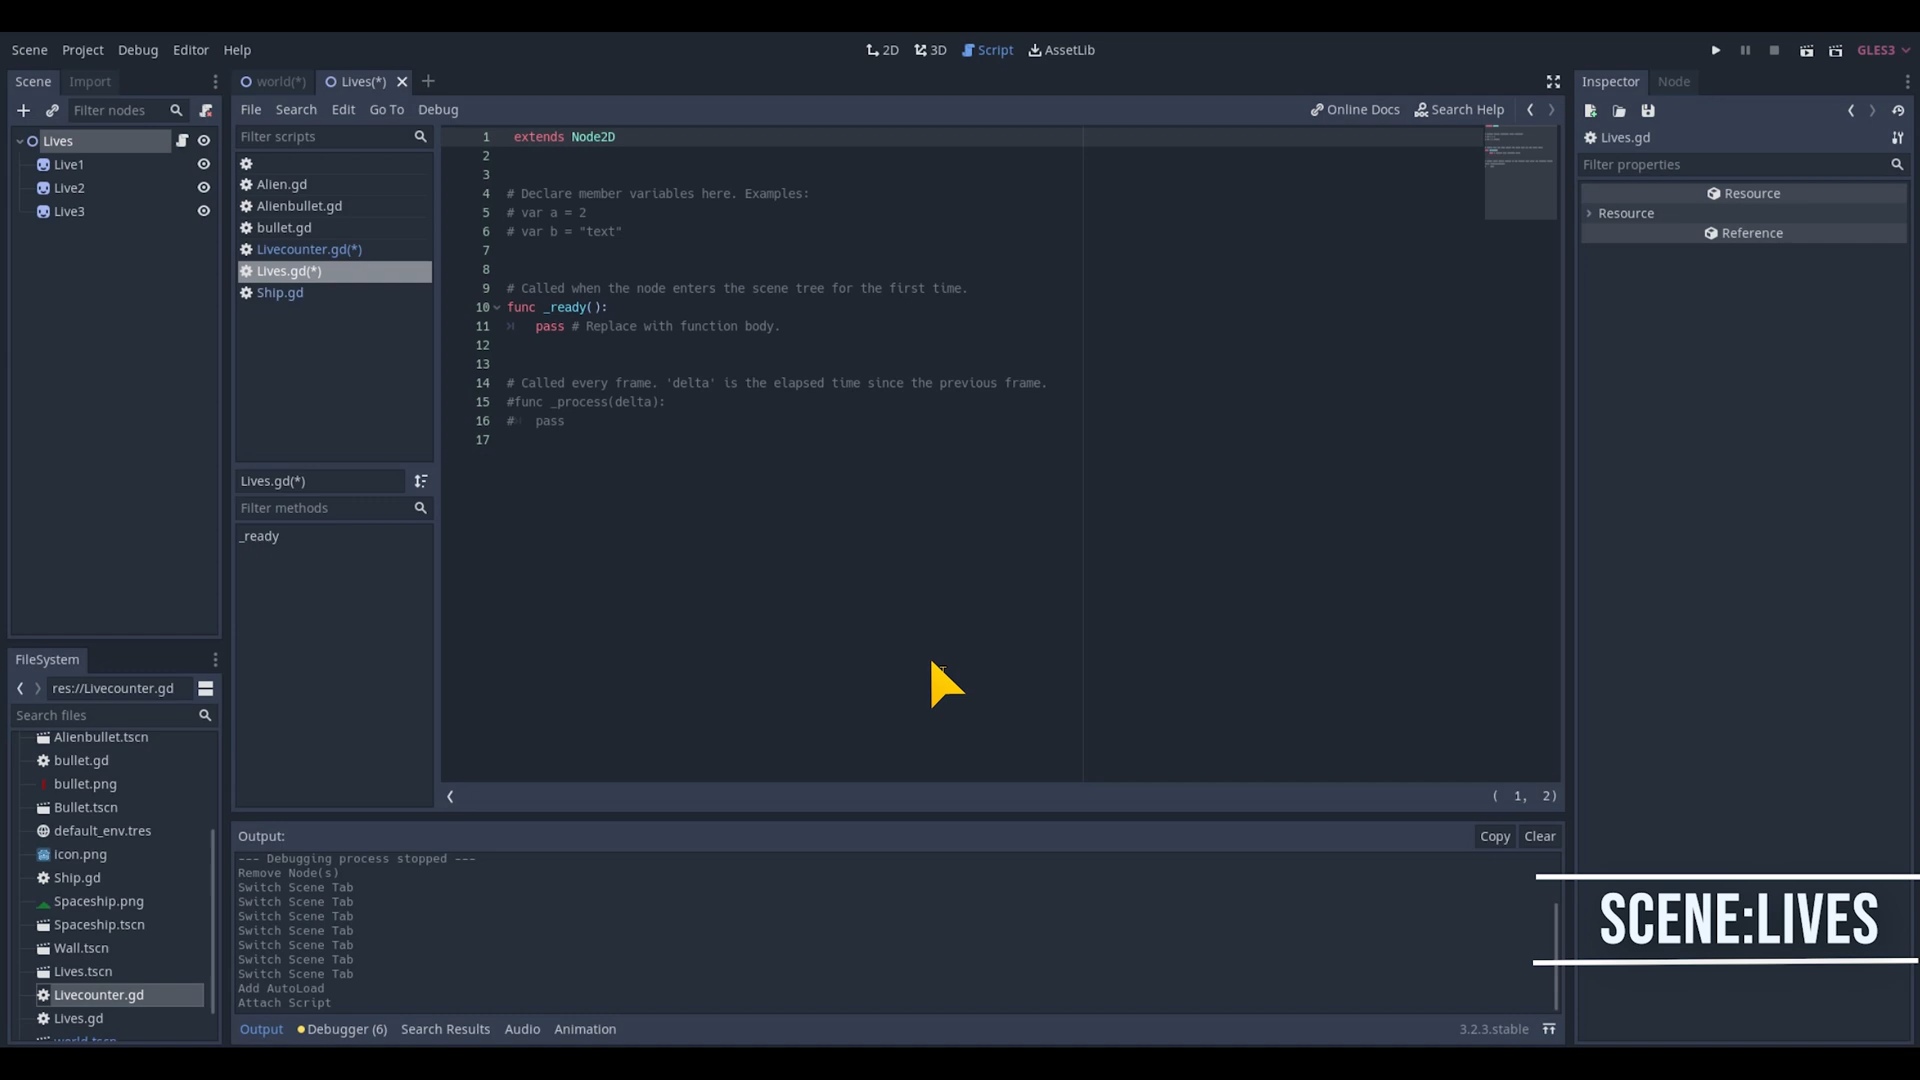 Scene Project Debug Editor Help
2D 3D Script AssetLib
GLES3
Scene Import
Filter nodes
Lives
Live1
Live2
Live3
world(*) Lives(*)
File Search Edit Go To Debug
Online Docs Search Help
Filter scripts
Alien.gd
Alienbullet.gd
bullet.gd
Livecounter.gd(*)
Lives.gd(*)
Ship.gd
Lives.gd(*)
Filter methods
_ready
1 extends Node2D
2
3
4 # Declare member variables here. Examples:
5 # var a = 2
6 # var b = "text"
7
8
9 # Called when the node enters the scene tree for the first time.
10 func _ready():
11 pass # Replace with function body.
12
13
14 # Called every frame. 'delta' is the elapsed time since the previous frame.
15 #func _process(delta):
16 # pass
17
( 1, 2)
Inspector Node
Lives.gd
Filter properties
Resource
Resource
Reference
FileSystem
res://Livecounter.gd
Search files
Alienbullet.tscn
bullet.gd
bullet.png
Bullet.tscn
default_env.tres
icon.png
Ship.gd
Spaceship.png
Spaceship.tscn
Wall.tscn
Lives.tscn
Livecounter.gd
Lives.gd
world.tscn
Output:
Copy Clear
--- Debugging process stopped ---
Remove Node(s)
Switch Scene Tab
Switch Scene Tab
Switch Scene Tab
Switch Scene Tab
Switch Scene Tab
Switch Scene Tab
Switch Scene Tab
Add AutoLoad
Attach Script
Output Debugger (6) Search Results Audio Animation
3.2.3.stable
SCENE:LIVES